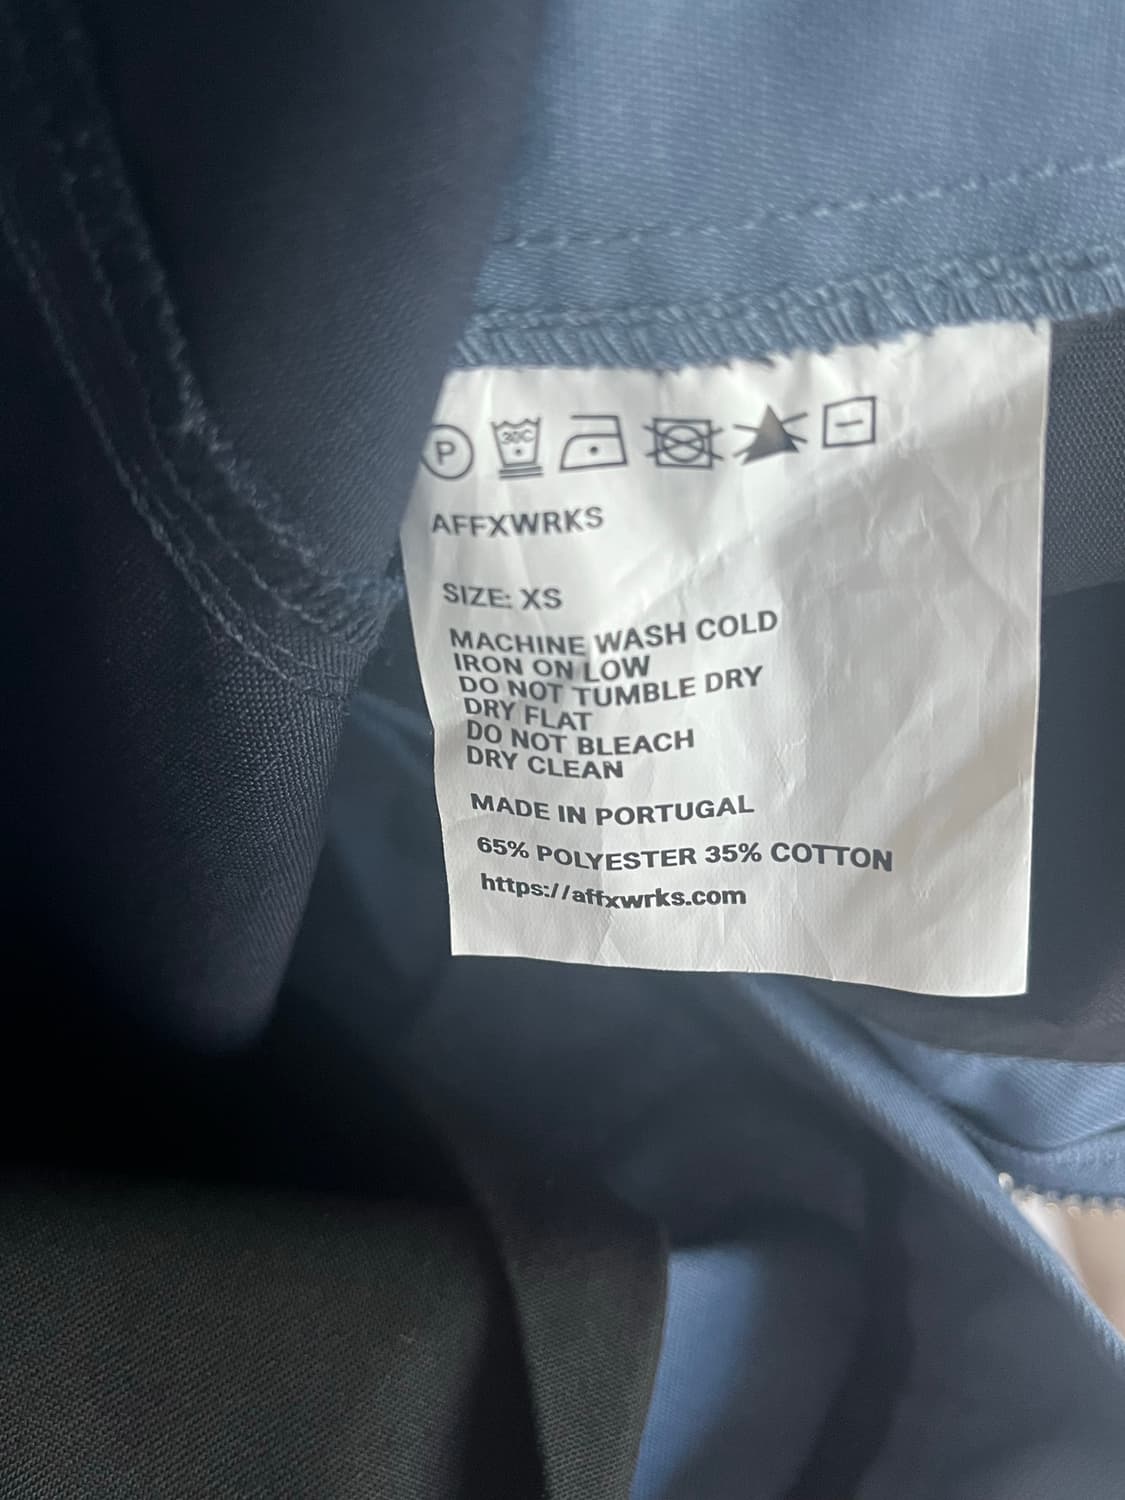 P 30C
AFFXWRKS
SIZE: XS
MACHINE WASH COLD
IRON ON LOW
DO NOT TUMBLE DRY
DRY FLAT
DO NOT BLEACH
DRY CLEAN
MADE IN PORTUGAL
65% POLYESTER 35% COTTON
https://affxwrks.com